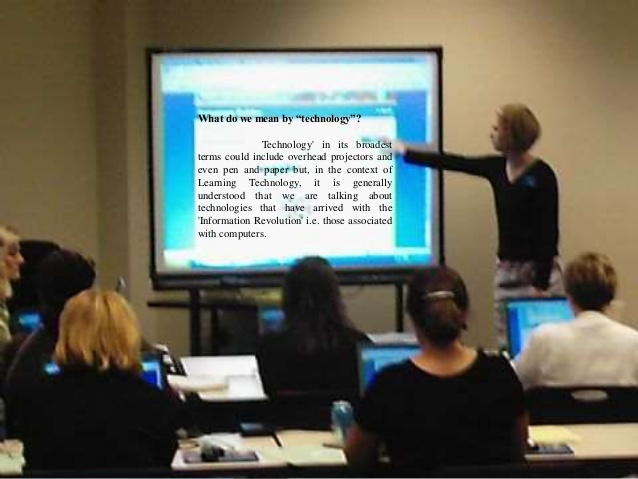 What do we mean by “technology”?
Technology' in its broadest
terms could include overhead projectors and
even pen and paper but, in the context of
Learning Technology, it is generally
understood that we are talking about
technologies that have arrived with the
'Information Revolution' i.e. those associated
with computers.